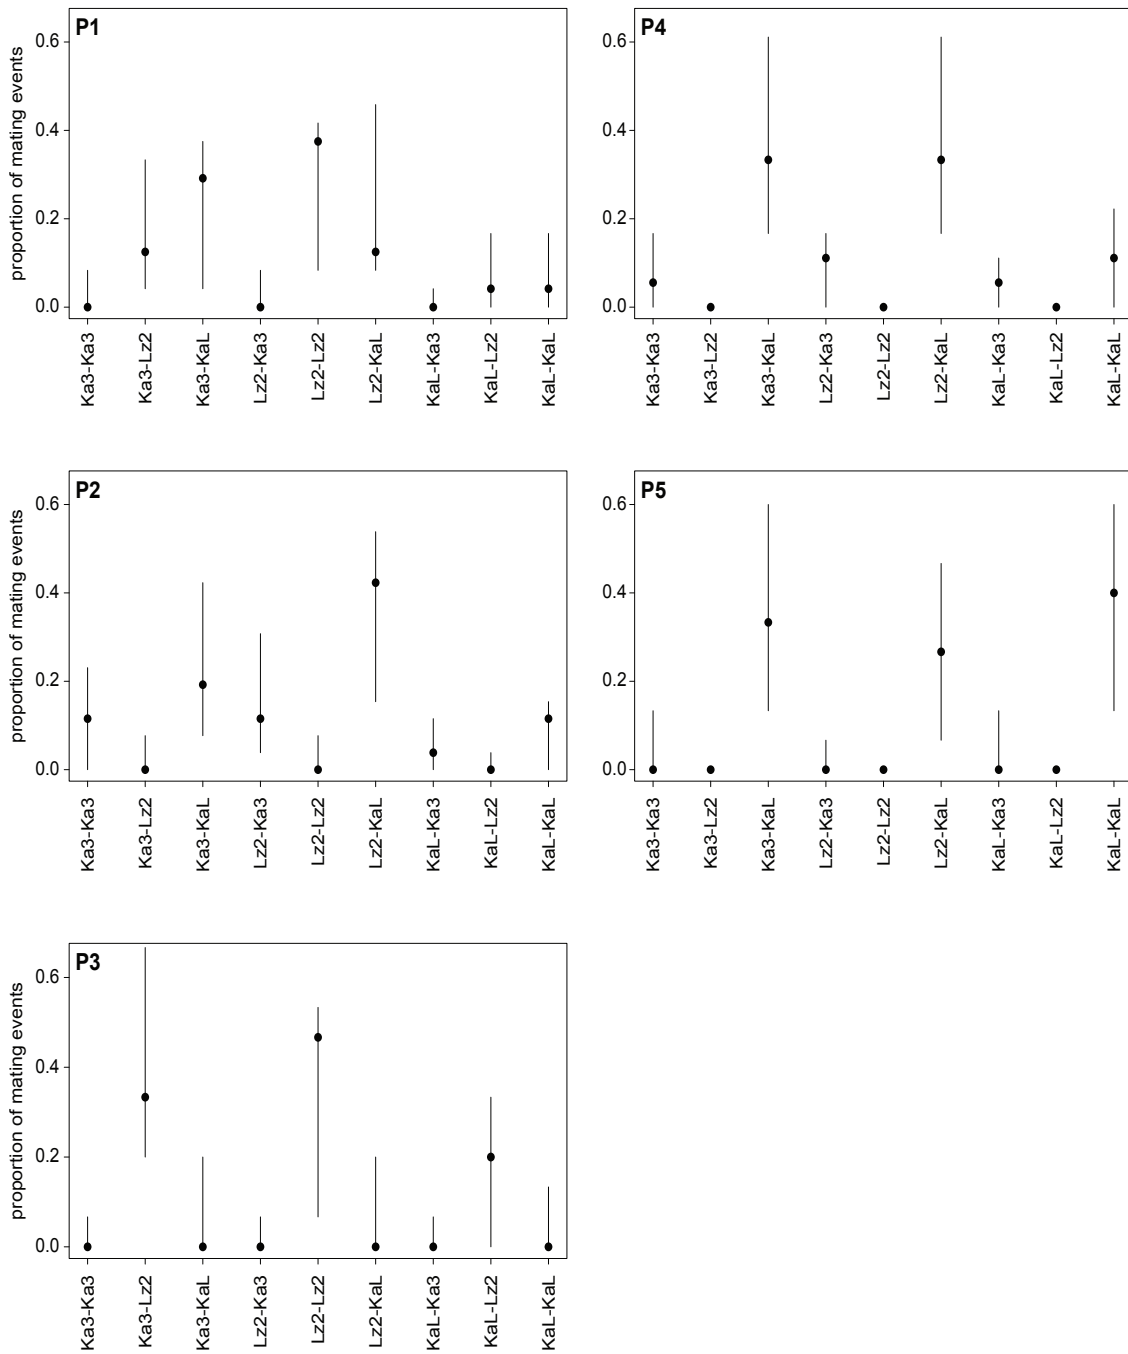 P1
proportion of mating events
0.6
0.4
0.2
0.0
Ka3-Ka3
Ka3-Lz2
Ka3-KaL
Lz2-Ka3
Lz2-Lz2
Lz2-KaL
KaL-Ka3
KaL-Lz2
KaL-KaL
P4
0.6
0.4
0.2
0.0
Ka3-Ka3
Ka3-Lz2
Ka3-KaL
Lz2-Ka3
Lz2-Lz2
Lz2-KaL
KaL-Ka3
KaL-Lz2
KaL-KaL
P2
proportion of mating events
0.6
0.4
0.2
0.0
Ka3-Ka3
Ka3-Lz2
Ka3-KaL
Lz2-Ka3
Lz2-Lz2
Lz2-KaL
KaL-Ka3
KaL-Lz2
KaL-KaL
P5
0.6
0.4
0.2
0.0
Ka3-Ka3
Ka3-Lz2
Ka3-KaL
Lz2-Ka3
Lz2-Lz2
Lz2-KaL
KaL-Ka3
KaL-Lz2
KaL-KaL
P3
proportion of mating events
0.6
0.4
0.2
0.0
Ka3-Ka3
Ka3-Lz2
Ka3-KaL
Lz2-Ka3
Lz2-Lz2
Lz2-KaL
KaL-Ka3
KaL-Lz2
KaL-KaL